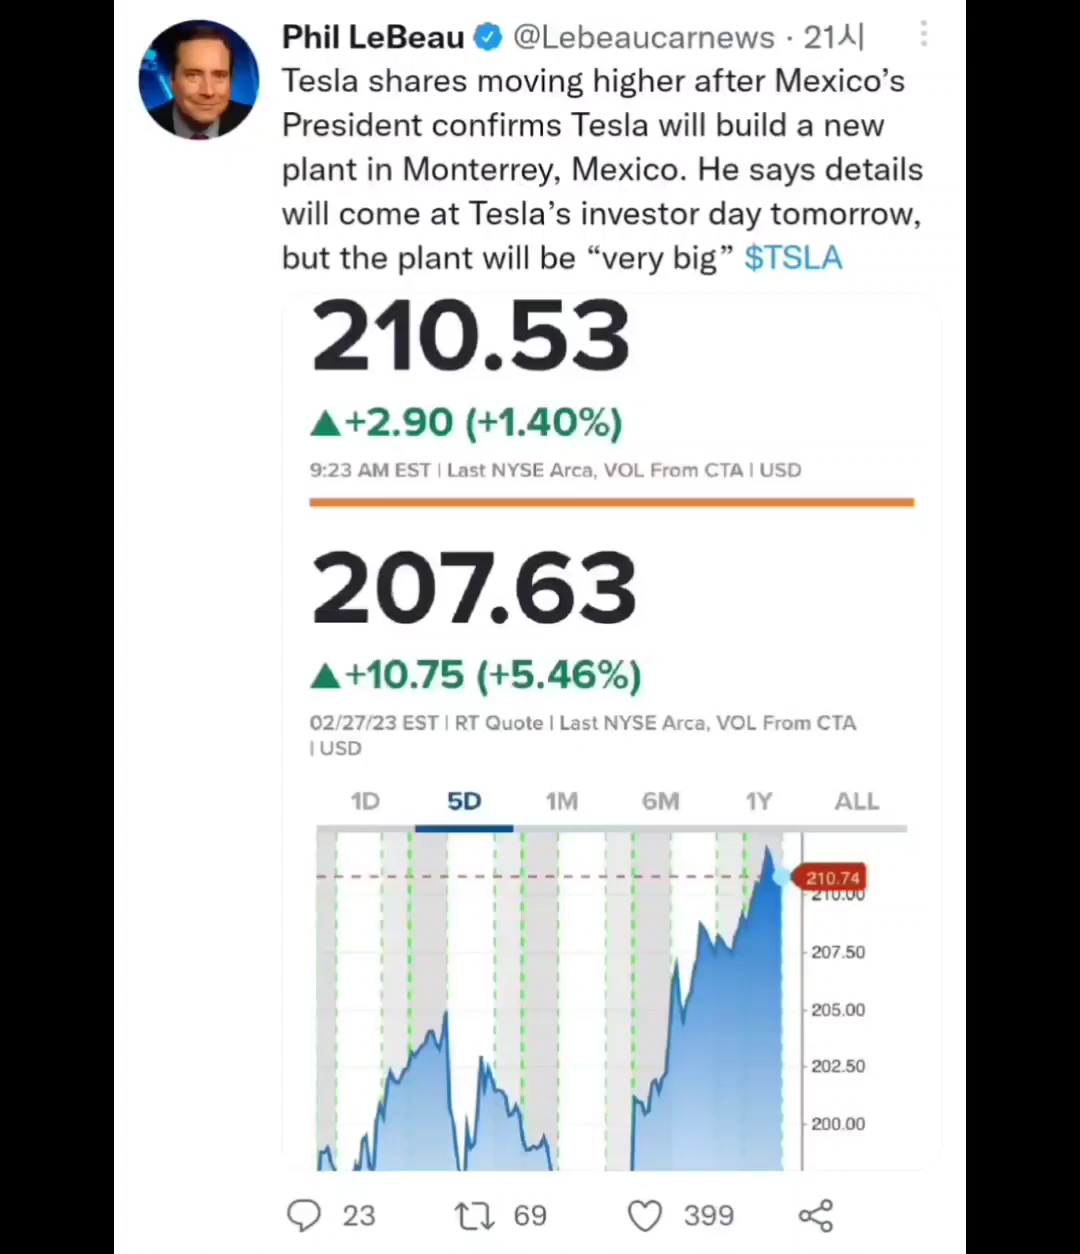 Phil LeBeau @Lebeaucarnews · 21시
Tesla shares moving higher after Mexico’s
President confirms Tesla will build a new
plant in Monterrey, Mexico. He says details
will come at Tesla’s investor day tomorrow,
but the plant will be “very big” $TSLA
210.53
▲+2.90 (+1.40%)
9:23 AM EST | Last NYSE Arca, VOL From CTA | USD
207.63
▲+10.75 (+5.46%)
02/27/23 EST | RT Quote | Last NYSE Arca, VOL From CTA
| USD
1D 5D 1M 6M 1Y ALL
210.74
210.00
207.50
205.00
202.50
200.00
23 69 399